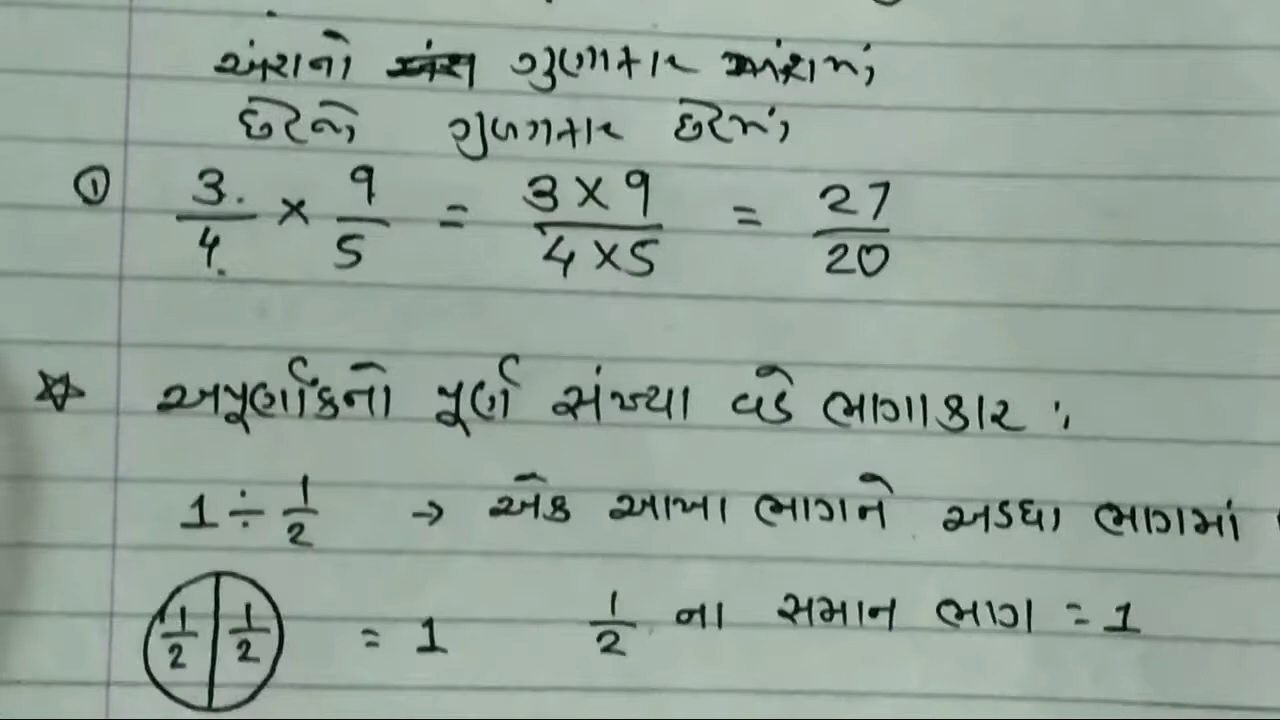 અંશનો ગુણાકાર અંશમાં
છેદનો ગુણાકાર છેદમાં
① 3/4 × 9/5 = 3×9/4×5 = 27/20
☆ અપૂર્ણાંકનો પૂર્ણ સંખ્યા વડે ભાગાકાર :
1 ÷ 1/2 → એક આખા ભાગને અડધા ભાગમાં
1/2 1/2 = 1 1/2 ના સમાન ભાગ = 1